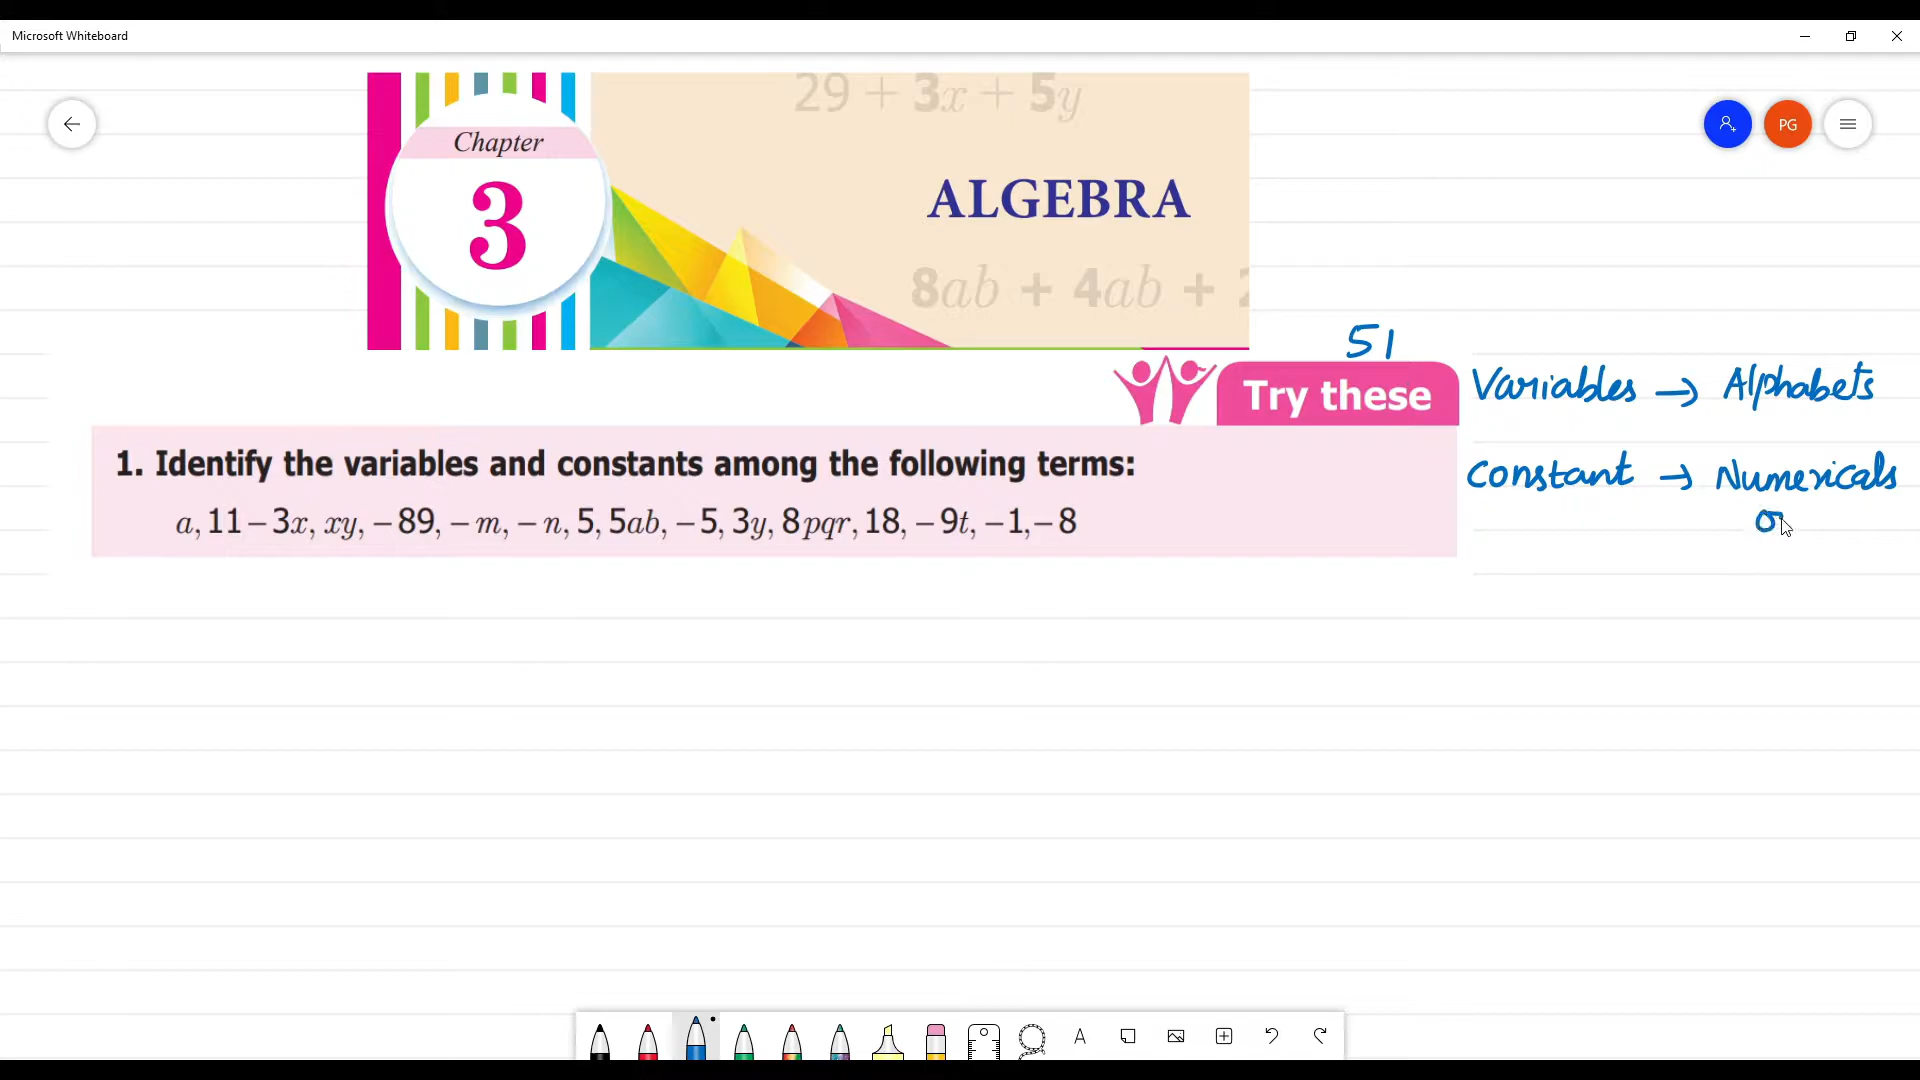 Microsoft Whiteboard
29 + 3x + 5y
Chapter
3
ALGEBRA
PG
8ab + 4ab +
51
Try these
Variables → Alphabets
1. Identify the variables and constants among the following terms:
Constant → Numericals
a, 11 – 3x, xy, – 89, – m, – n, 5, 5ab, – 5, 3y, 8pqr, 18, – 9t, – 1, – 8